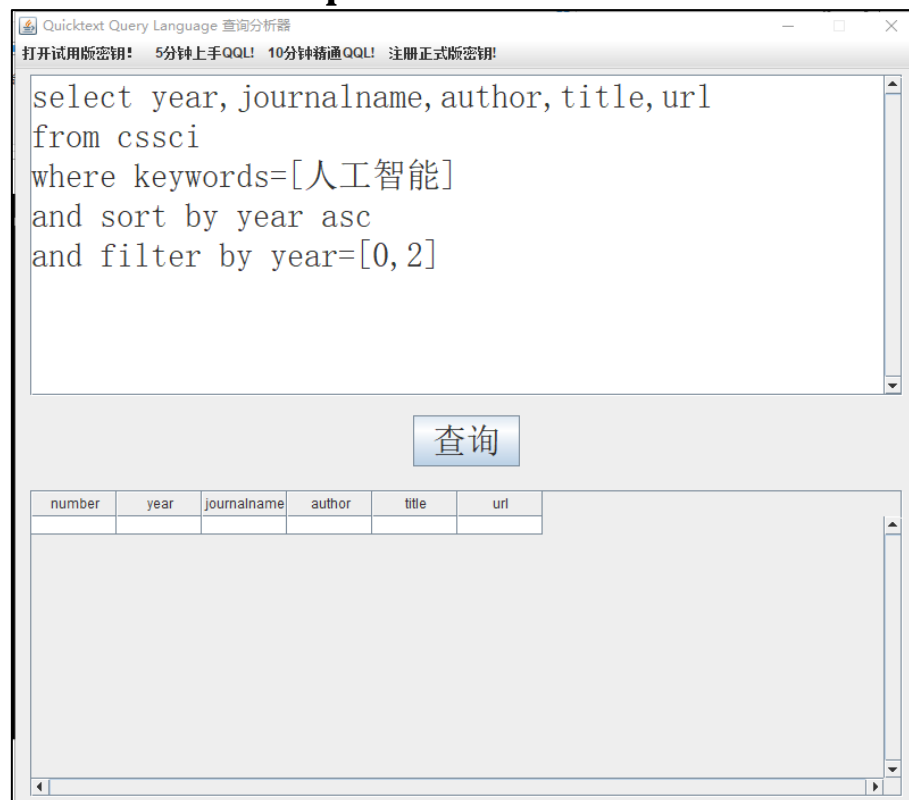 Quicktext Query Language 查询分析器
打开试用版密钥! 5分钟上手QQL! 10分钟精通QQL! 注册正式版密钥!
select year,journalname,author,title,url
from cssci
where keywords=[人工智能]
and sort by year asc
and filter by year=[0,2]
查询
number year journalname author title url